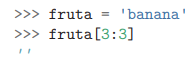 >>> fruta = 'banana'
>>> fruta[3:3]
''